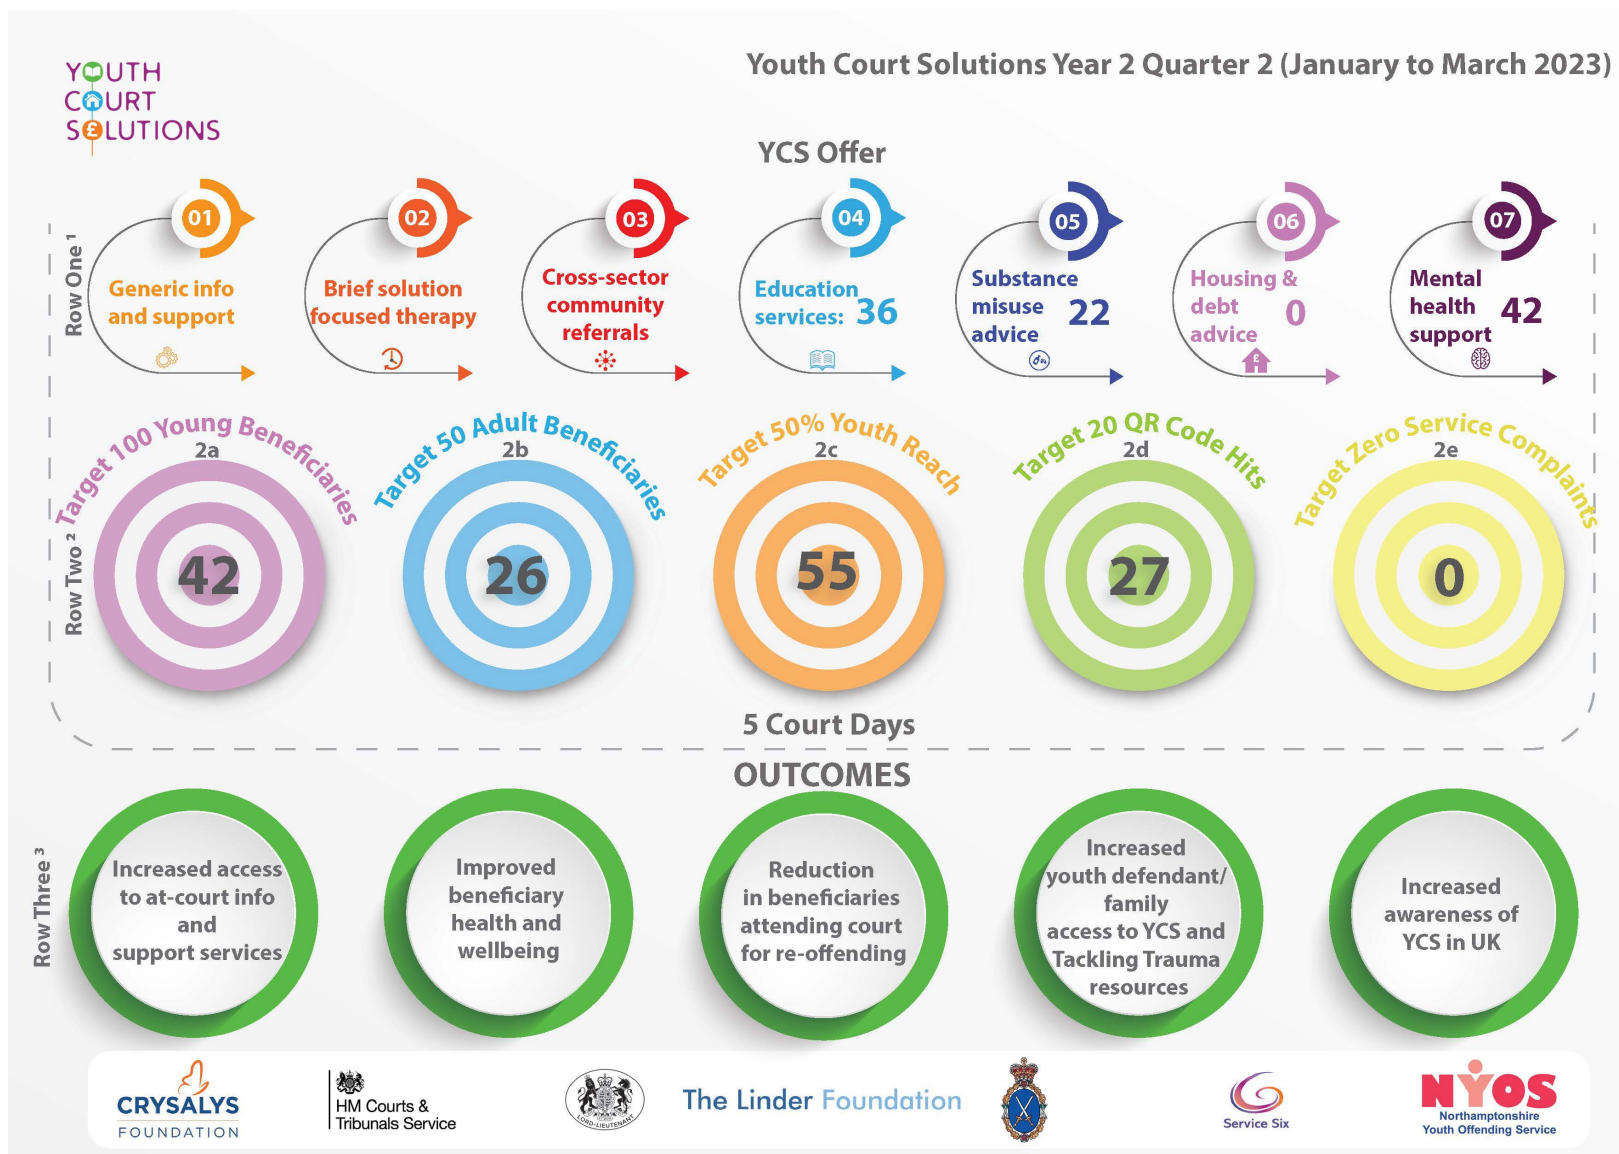 YOUTH
COURT
SOLUTIONS
Youth Court Solutions Year 2 Quarter 2 (January to March 2023)
YCS Offer
Row One 1
01
Generic info
and support
02
Brief solution
focused therapy
03
Cross-sector
community
referrals
04
Education
services: 36
05
Substance
misuse
advice
22
06
Housing &
debt
advice
0
07
Mental
health
support
42
Row Two 2
Target 100 Young Beneficiaries
2a
42
Target 50 Adult Beneficiaries
2b
26
Target 50% Youth Reach
2c
55
Target 20 QR Code Hits
2d
27
Target Zero Service Complaints
2e
0
5 Court Days
OUTCOMES
Row Three 3
Increased access
to at-court info
and
support services
Improved
beneficiary
health and
wellbeing
Reduction
in beneficiaries
attending court
for re-offending
Increased
youth defendant/
family
access to YCS and
Tackling Trauma
resources
Increased
awareness of
YCS in UK
CRYSALYS
FOUNDATION
HM Courts &
Tribunals Service
LORD-LIEUTENANT
The Linder Foundation
Service Six
NYOS
Northamptonshire
Youth Offending Service